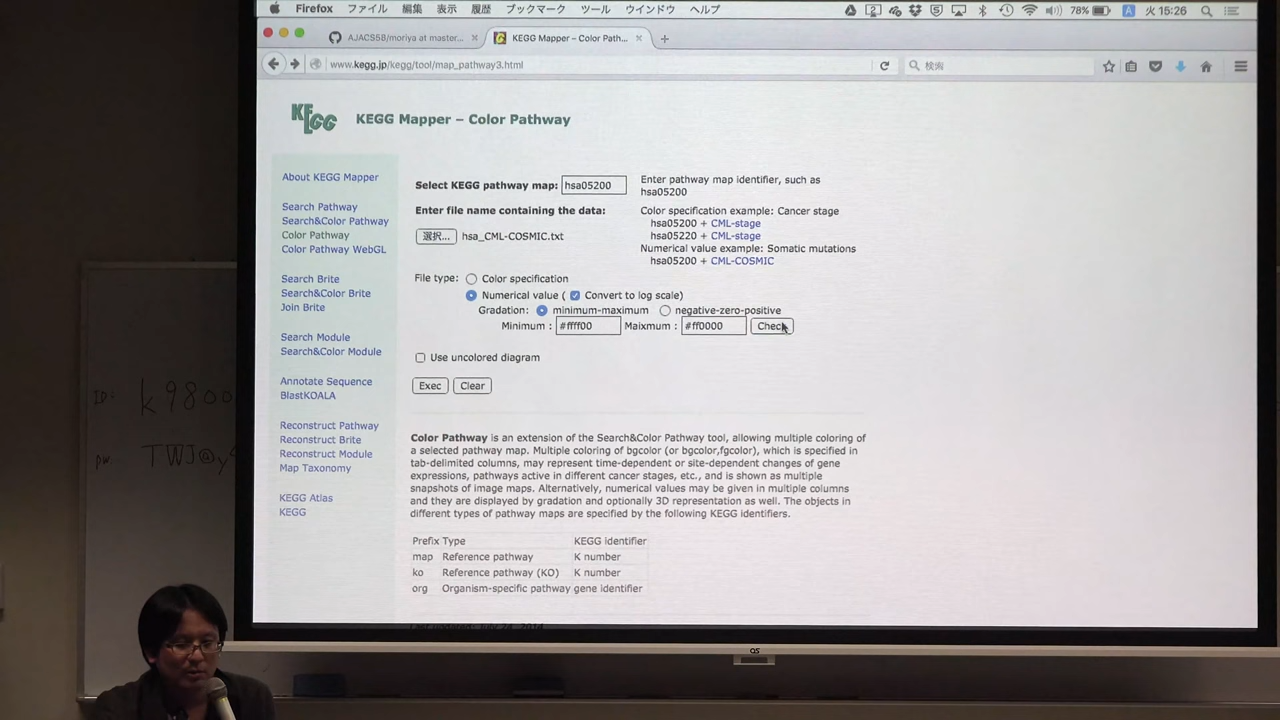 Firefox ファイル 編集 表示 履歴 ブックマーク ツール ウインドウ ヘルプ 78% A 火 15:26
AJACS58/moriya at master... × KEGG Mapper – Color Path... × +
www.kegg.jp/kegg/tool/map_pathway3.html 検索
KEGG KEGG Mapper – Color Pathway
About KEGG Mapper
Search Pathway
Search&Color Pathway
Color Pathway
Color Pathway WebGL
Search Brite
Search&Color Brite
Join Brite
Search Module
Search&Color Module
Annotate Sequence
BlastKOALA
Reconstruct Pathway
Reconstruct Brite
Reconstruct Module
Map Taxonomy
KEGG Atlas
KEGG
Select KEGG pathway map: hsa05200
Enter pathway map identifier, such as
hsa05200
Enter file name containing the data:
選択... hsa_CML-COSMIC.txt
Color specification example: Cancer stage
hsa05200 + CML-stage
hsa05220 + CML-stage
Numerical value example: Somatic mutations
hsa05200 + CML-COSMIC
File type: Color specification
Numerical value ( Convert to log scale)
Gradation: minimum-maximum negative-zero-positive
Minimum : #ffff00 Maixmum : #ff0000 Check
Use uncolored diagram
Exec Clear
Color Pathway is an extension of the Search&Color Pathway tool, allowing multiple coloring of
a selected pathway map. Multiple coloring of bgcolor (or bgcolor,fgcolor), which is specified in
tab-delimited columns, may represent time-dependent or site-dependent changes of gene
expressions, pathways active in different cancer stages, etc., and is shown as multiple
snapshots of image maps. Alternatively, numerical values may be given in multiple columns
and they are displayed by gradation and optionally 3D representation as well. The objects in
different types of pathway maps are specified by the following KEGG identifiers.
Prefix Type KEGG identifier
map Reference pathway K number
ko Reference pathway (KO) K number
org Organism-specific pathway gene identifier
ID: k9800
pw: TWJ@y